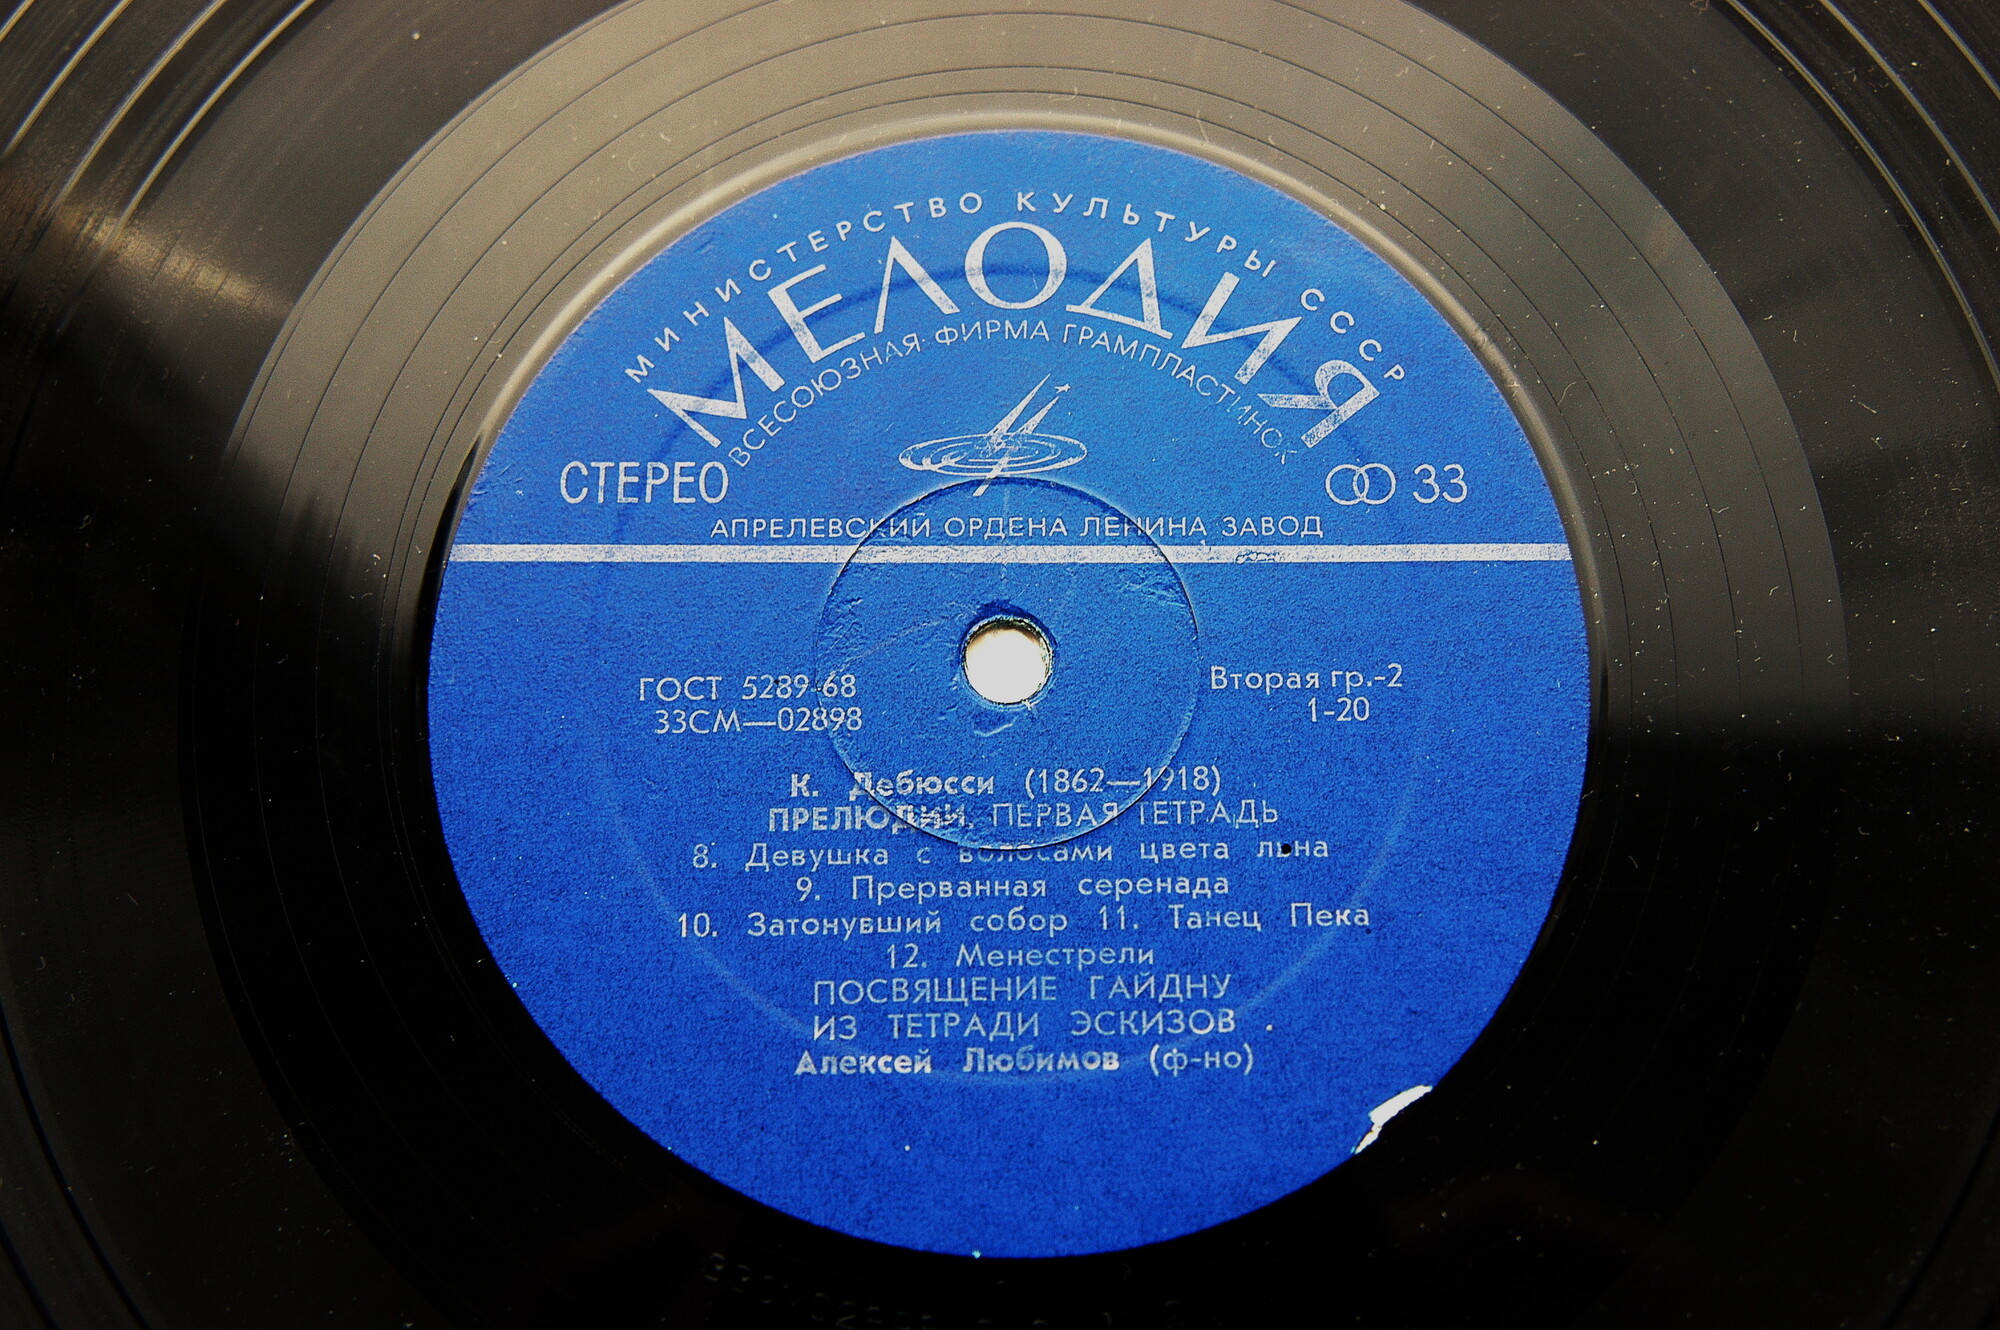 МИНИСТЕРСТВО КУЛЬТУРЫ СССР
МЕЛОДИЯ
ВСЕСОЮЗНАЯ ФИРМА ГРАМПЛАСТИНОК
СТЕРЕО 33
АПРЕЛЕВСКИЙ ОРДЕНА ЛЕНИНА ЗАВОД
ГОСТ 5289-68 Вторая гр.-2
33СМ—02898 1-20
К. Дебюсси (1862—1918)
ПРЕЛЮДИИ, ПЕРВАЯ ТЕТРАДЬ
8. Девушка с волосами цвета льна
9. Прерванная серенада
10. Затонувший собор 11. Танец Пека
12. Менестрели
ПОСВЯЩЕНИЕ ГАЙДНУ
ИЗ ТЕТРАДИ ЭСКИЗОВ .
Алексей Любимов (ф-но)